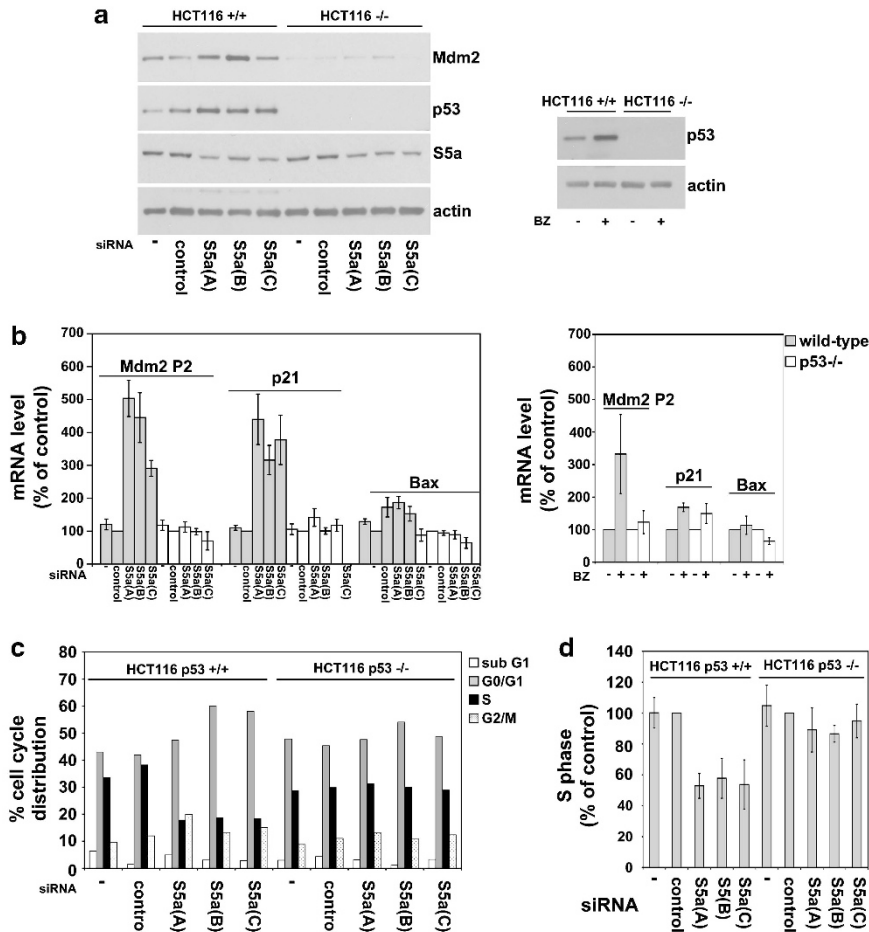 a
HCT116 +/+ HCT116 -/-
Mdm2
p53
S5a
actin
siRNA - control S5a(A) S5a(B) S5a(C) - control S5a(A) S5a(B) S5a(C)
HCT116 +/+ HCT116 -/-
p53
actin
BZ - + - +
b
700
600
500
400
300
200
100
0
mRNA level
(% of control)
Mdm2 P2
p21
Bax
siRNA
- control S5a(A) S5a(B) S5a(C) - control S5a(A) S5a(B) S5a(C)
- control S5a(A) S5a(B) S5a(C) - control S5a(A) S5a(B) S5a(C)
- control S5a(A) S5a(B) S5a(C) - control S5a(A) S5a(B) S5a(C)
700
600
500
400
300
200
100
0
mRNA level
(% of control)
wild-type
p53-/-
Mdm2 P2
p21
Bax
BZ - + - + - + - + - + - +
c
80
70
60
50
40
30
20
10
0
% cell cycle
distribution
HCT116 p53 +/+ HCT116 p53 -/-
sub G1
G0/G1
S
G2/M
siRNA - contro S5a(A) S5a(B) S5a(C) - control S5a(A) S5a(B) S5a(C)
d
140
120
100
80
60
40
20
0
S phase
(% of control)
HCT116 p53 +/+ HCT116 p53 -/-
siRNA - control S5a(A) S(B) S5a(C) - control S5a(A) S5a(B) S5a(C)